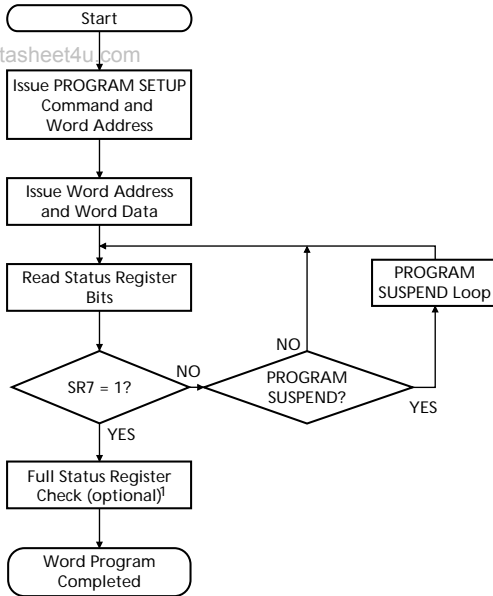 Start
tasheet4u.com
Issue PROGRAM SETUP
Command and
Word Address
Issue Word Address
and Word Data
Read Status Register
Bits
PROGRAM
SUSPEND Loop
NO
SR7 = 1?
NO
PROGRAM
SUSPEND?
YES
YES
Full Status Register
Check (optional)1
Word Program
Completed